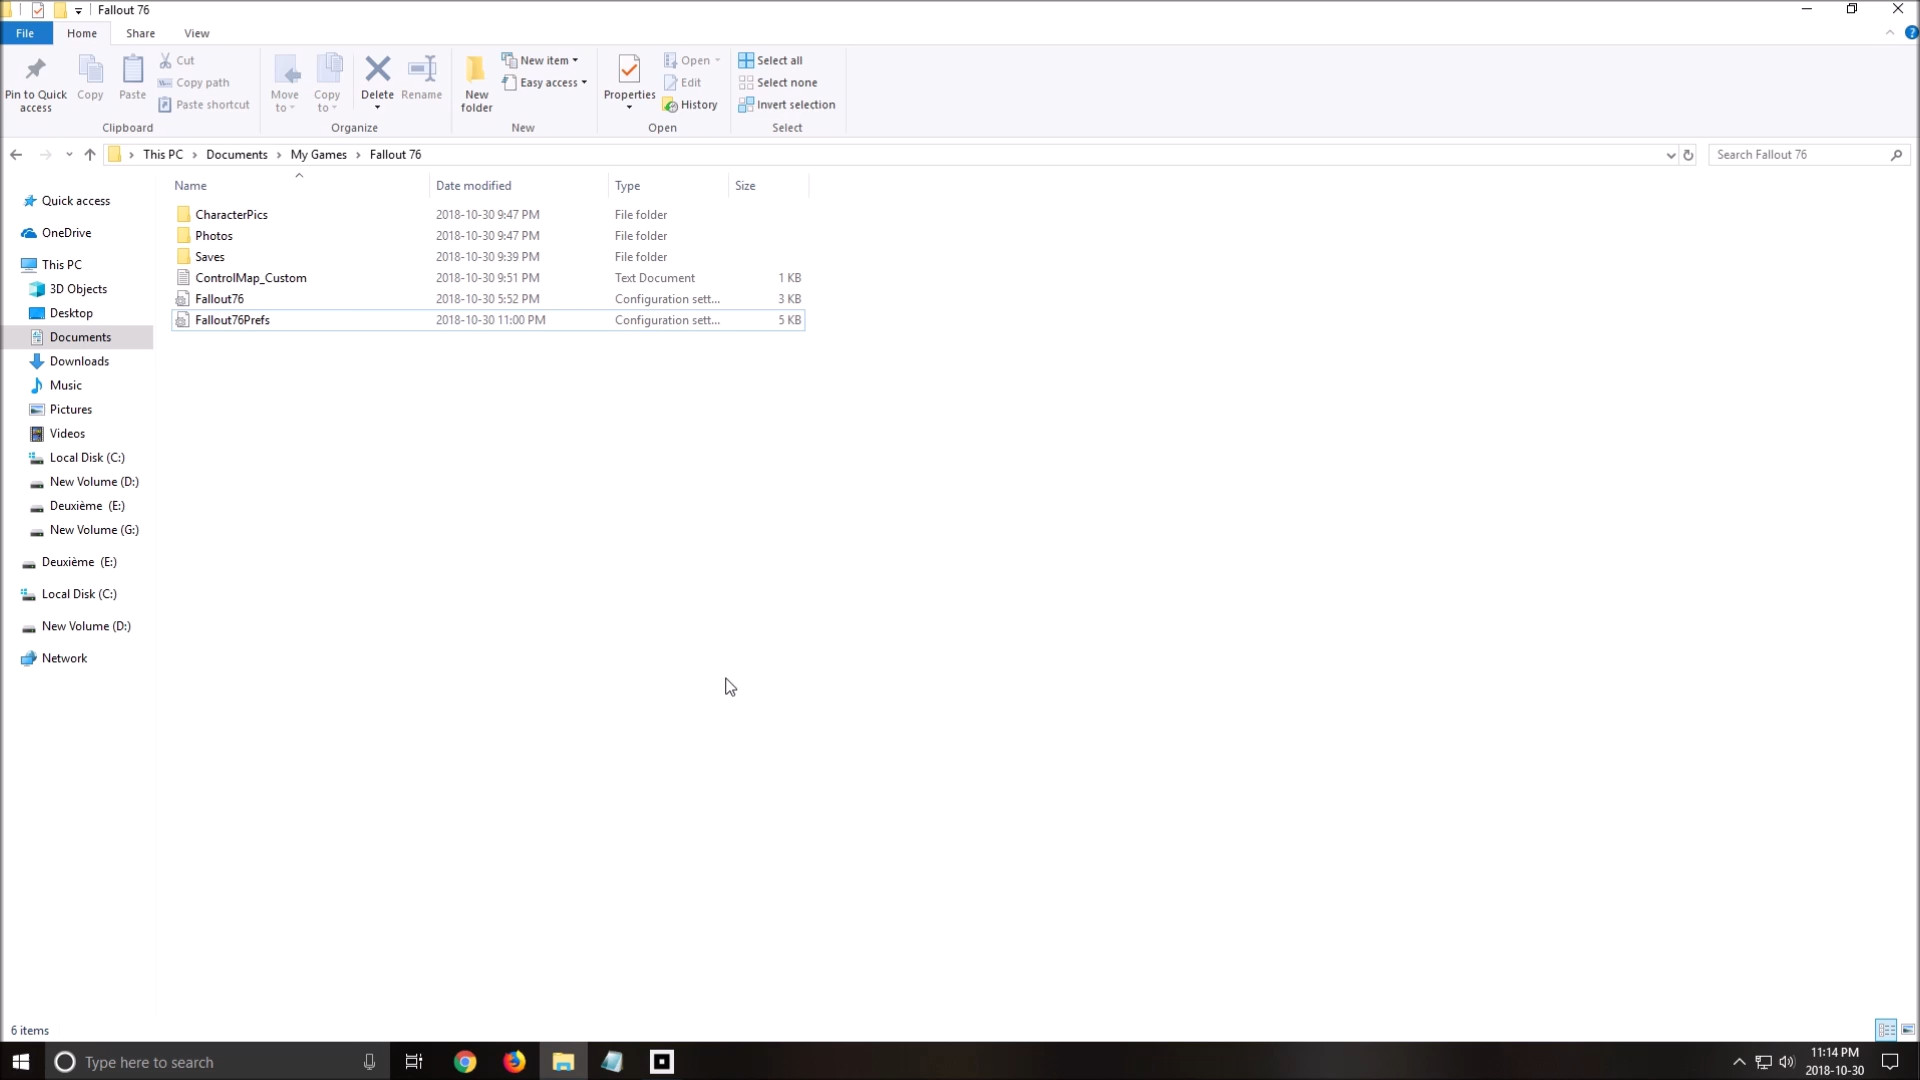 Fallout 76
File Home Share View
Pin to Quick access
Copy
Paste
Cut
Copy path
Paste shortcut
Clipboard
Move to
Copy to
Delete
Rename
Organize
New folder
New item
Easy access
New
Properties
Open
Edit
History
Open
Select all
Select none
Invert selection
Select
This PC > Documents > My Games > Fallout 76
Search Fallout 76
Quick access
OneDrive
This PC
3D Objects
Desktop
Documents
Downloads
Music
Pictures
Videos
Local Disk (C:)
New Volume (D:)
Deuxième (E:)
New Volume (G:)
Deuxième (E:)
Local Disk (C:)
New Volume (D:)
Network
Name Date modified Type Size
CharacterPics 2018-10-30 9:47 PM File folder
Photos 2018-10-30 9:47 PM File folder
Saves 2018-10-30 9:39 PM File folder
ControlMap_Custom 2018-10-30 9:51 PM Text Document 1 KB
Fallout76 2018-10-30 5:52 PM Configuration sett... 3 KB
Fallout76Prefs 2018-10-30 11:00 PM Configuration sett... 5 KB
6 items
Type here to search
11:14 PM
2018-10-30